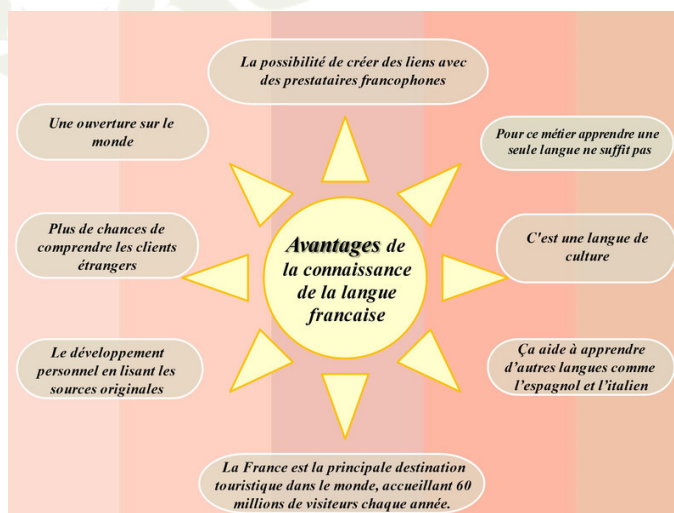 La possibilité de créer des liens avec
des prestataires francophones
Une ouverture sur le
monde
Pour ce métier apprendre une
seule langue ne suffit pas
Plus de chances de
comprendre les clients
étrangers
Avantages de
la connaissance
de la langue
francaise
C'est une langue de
culture
Le développement
personnel en lisant les
sources originales
Ça aide à apprendre
d'autres langues comme
l'espagnol et l'italien
La France est la principale destination
touristique dans le monde, accueillant 60
millions de visiteurs chaque année.